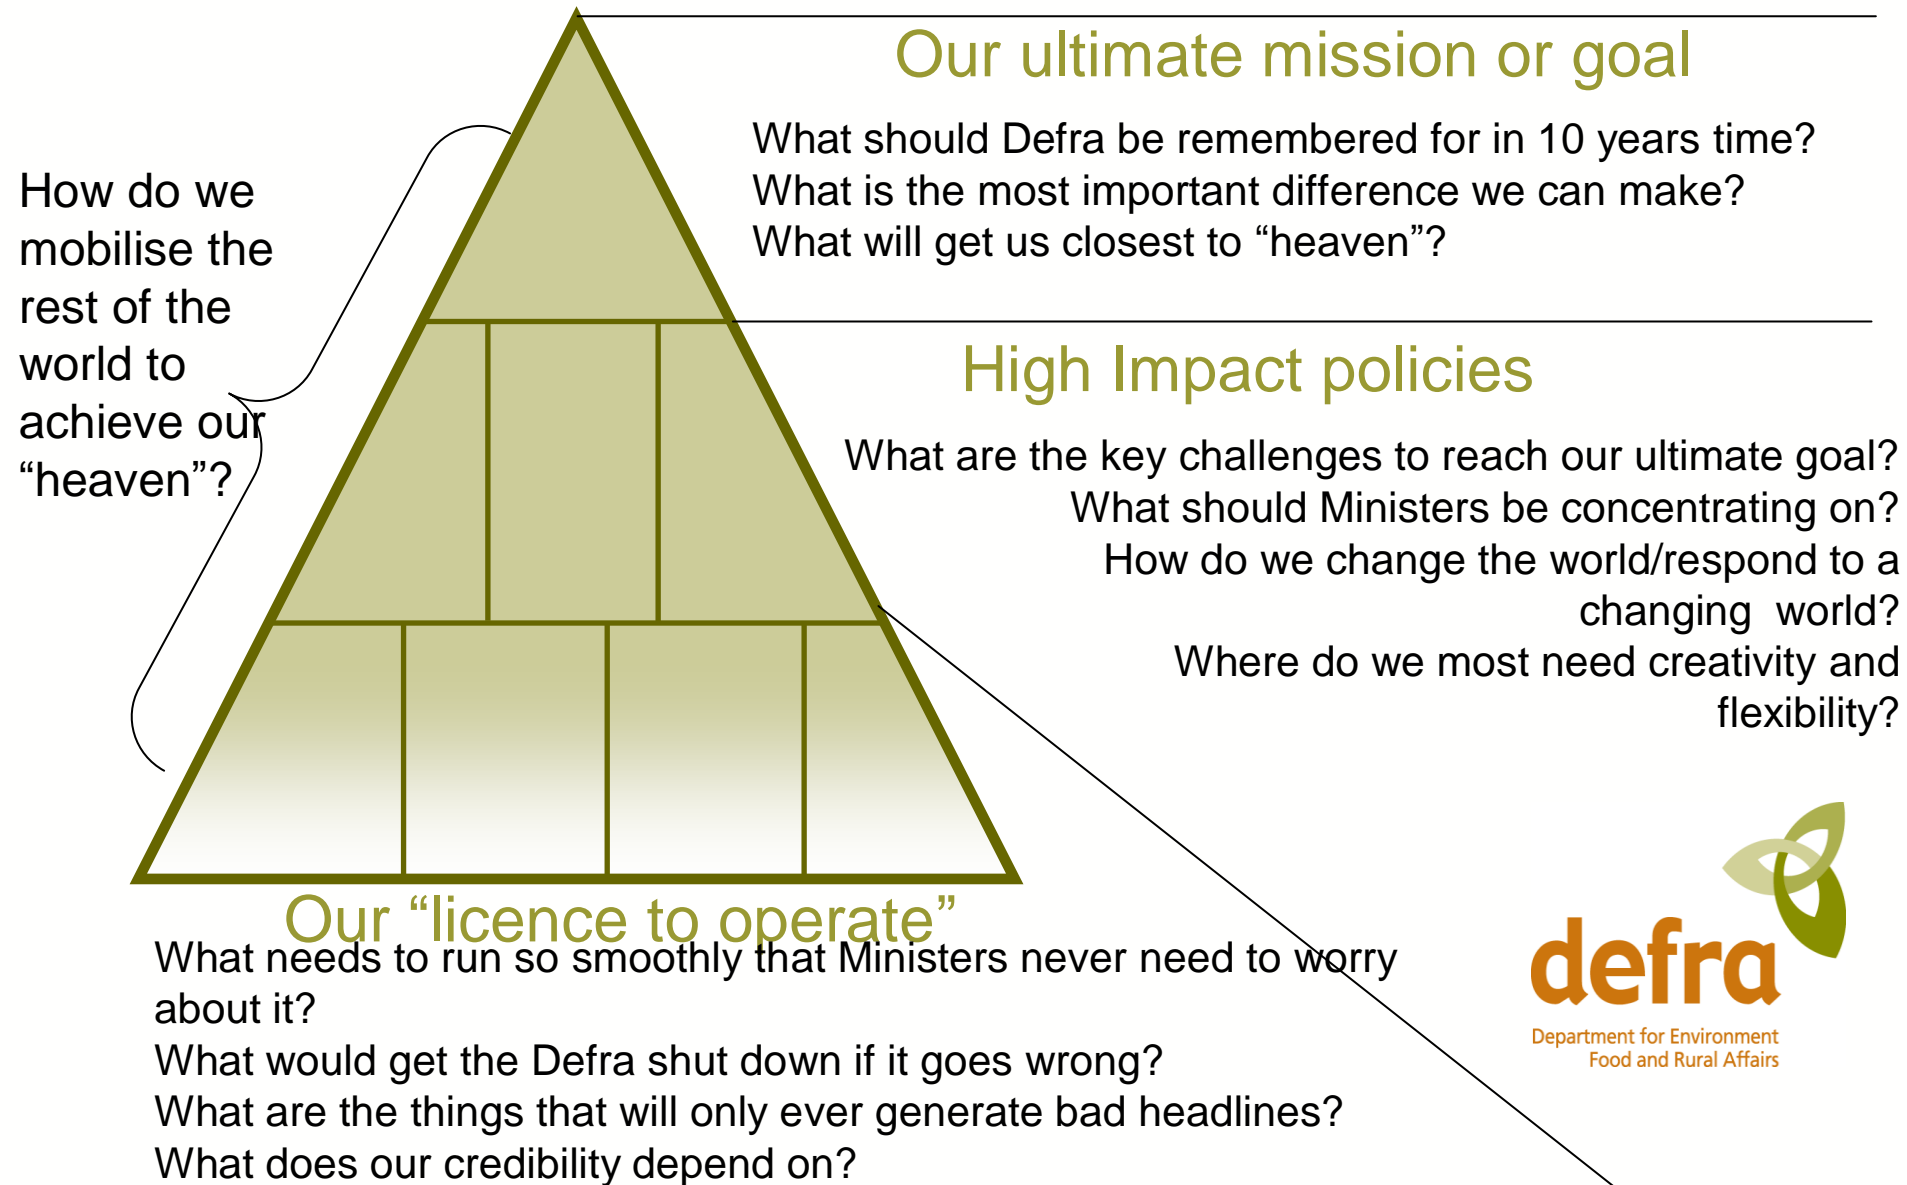 Our ultimate mission or goal
What should Defra be remembered for in 10 years time?
What is the most important difference we can make?
What will get us closest to “heaven”?
How do we
mobilise the
rest of the
world to
achieve our
“heaven”?
High Impact policies
What are the key challenges to reach our ultimate goal?
What should Ministers be concentrating on?
How do we change the world/respond to a
changing  world?
Where do we most need creativity and
flexibility?
Our “licence to operate”
What needs to run so smoothly that Ministers never need to worry
about it?
What would get the Defra shut down if it goes wrong?
What are the things that will only ever generate bad headlines?
What does our credibility depend on?
defra
Department for Environment
Food and Rural Affairs